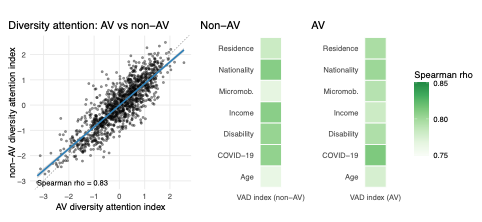 Diversity attention: AV vs non−AV
non−AV diversity attention index
2
1
0
−1
−2
−3
Spearman rho = 0.83
−3 −2 −1 0 1 2
AV diversity attention index
Non−AV
Residence
Nationality
Micromob.
Income
Disability
COVID−19
Age
VAD index (non−AV)
AV
Residence
Nationality
Micromob.
Income
Disability
COVID−19
Age
VAD index (AV)
Spearman rho
0.85
0.80
0.75